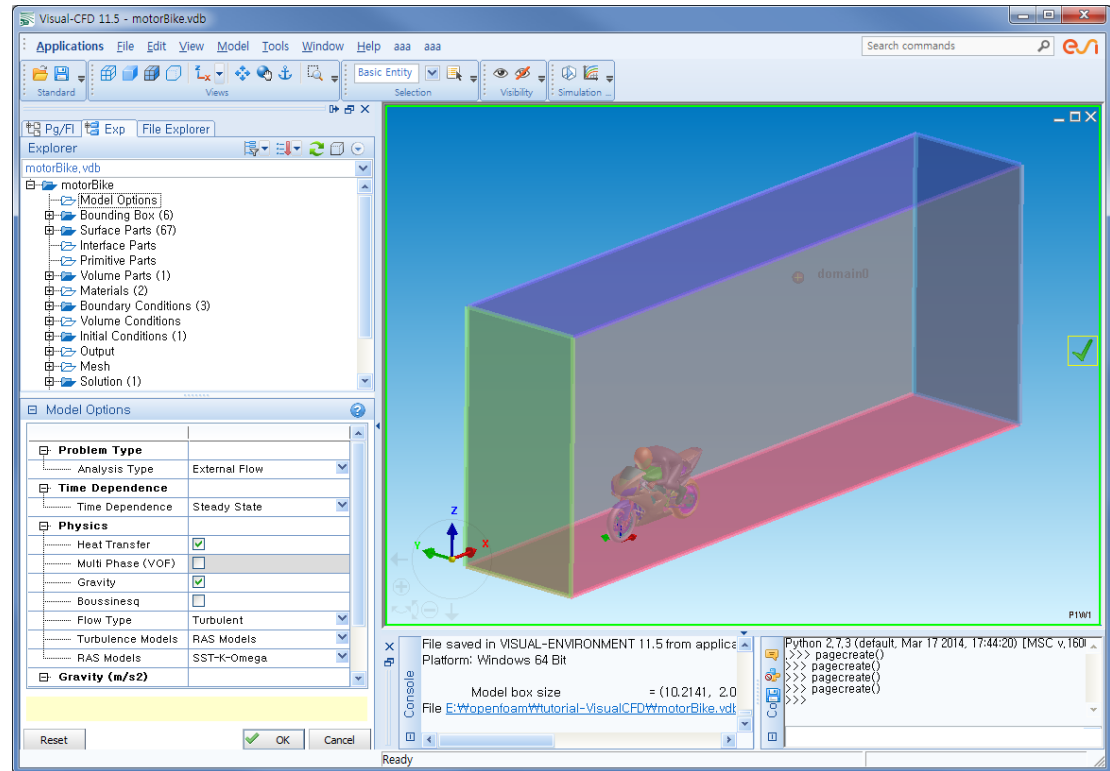 Visual-CFD 11.5 - motorBike.vdb
Applications File Edit View Model Tools Window Help aaa aaa
Search commands
esi
Basic Entity
Standard Views Selection Visibility Simulation ...
Pg/Fl Exp File Explorer
Explorer
motorBike.vdb
motorBike
Model Options
Bounding Box (6)
Surface Parts (67)
Interface Parts
Primitive Parts
Volume Parts (1)
Materials (2)
Boundary Conditions (3)
Volume Conditions
Initial Conditions (1)
Output
Mesh
Solution (1)
Model Options
Problem Type
Analysis Type External Flow
Time Dependence
Time Dependence Steady State
Physics
Heat Transfer
Multi Phase (VOF)
Gravity
Boussinesq
Flow Type Turbulent
Turbulence Models RAS Models
RAS Models SST-K-Omega
Gravity (m/s2)
Reset OK Cancel
domain0
Z
Y X
P1W1
Console
File saved in VISUAL-ENVIRONMENT 11.5 from applica
Platform: Windows 64 Bit
Model box size = (10.2141, 2.0
File E:₩openfoam₩tutorial-VisualCFD₩motorBike.vdb
Co
Python 2.7.3 (default, Mar 17 2014, 17:44:20) [MSC v.160
>>> pagecreate()
>>> pagecreate()
>>> pagecreate()
>>> pagecreate()
>>>
Ready